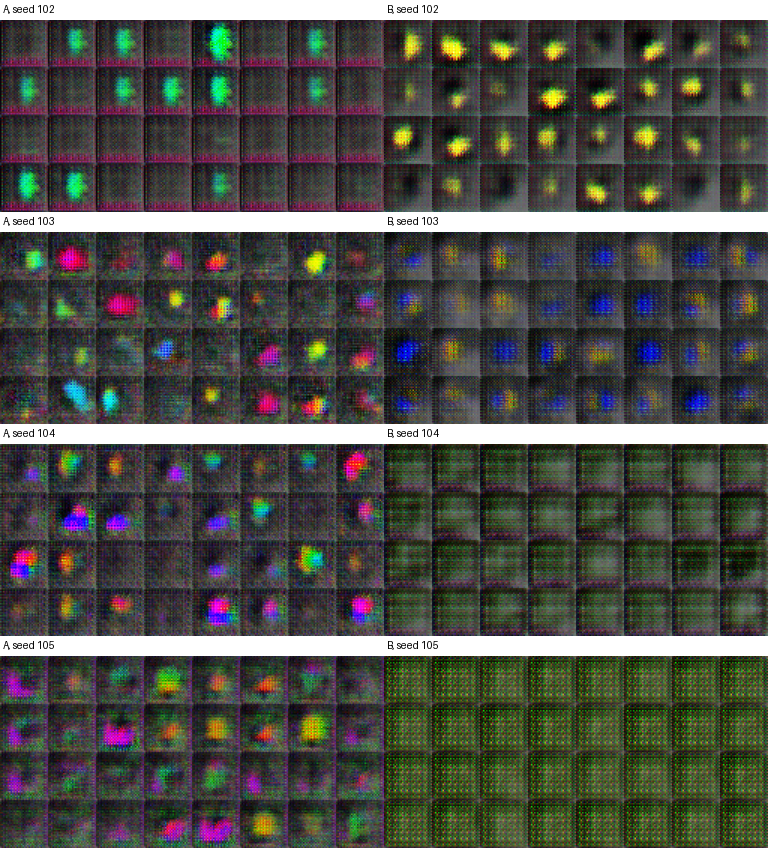 A, seed 102
B, seed 102
A, seed 103
B, seed 103
A, seed 104
B, seed 104
A, seed 105
B, seed 105